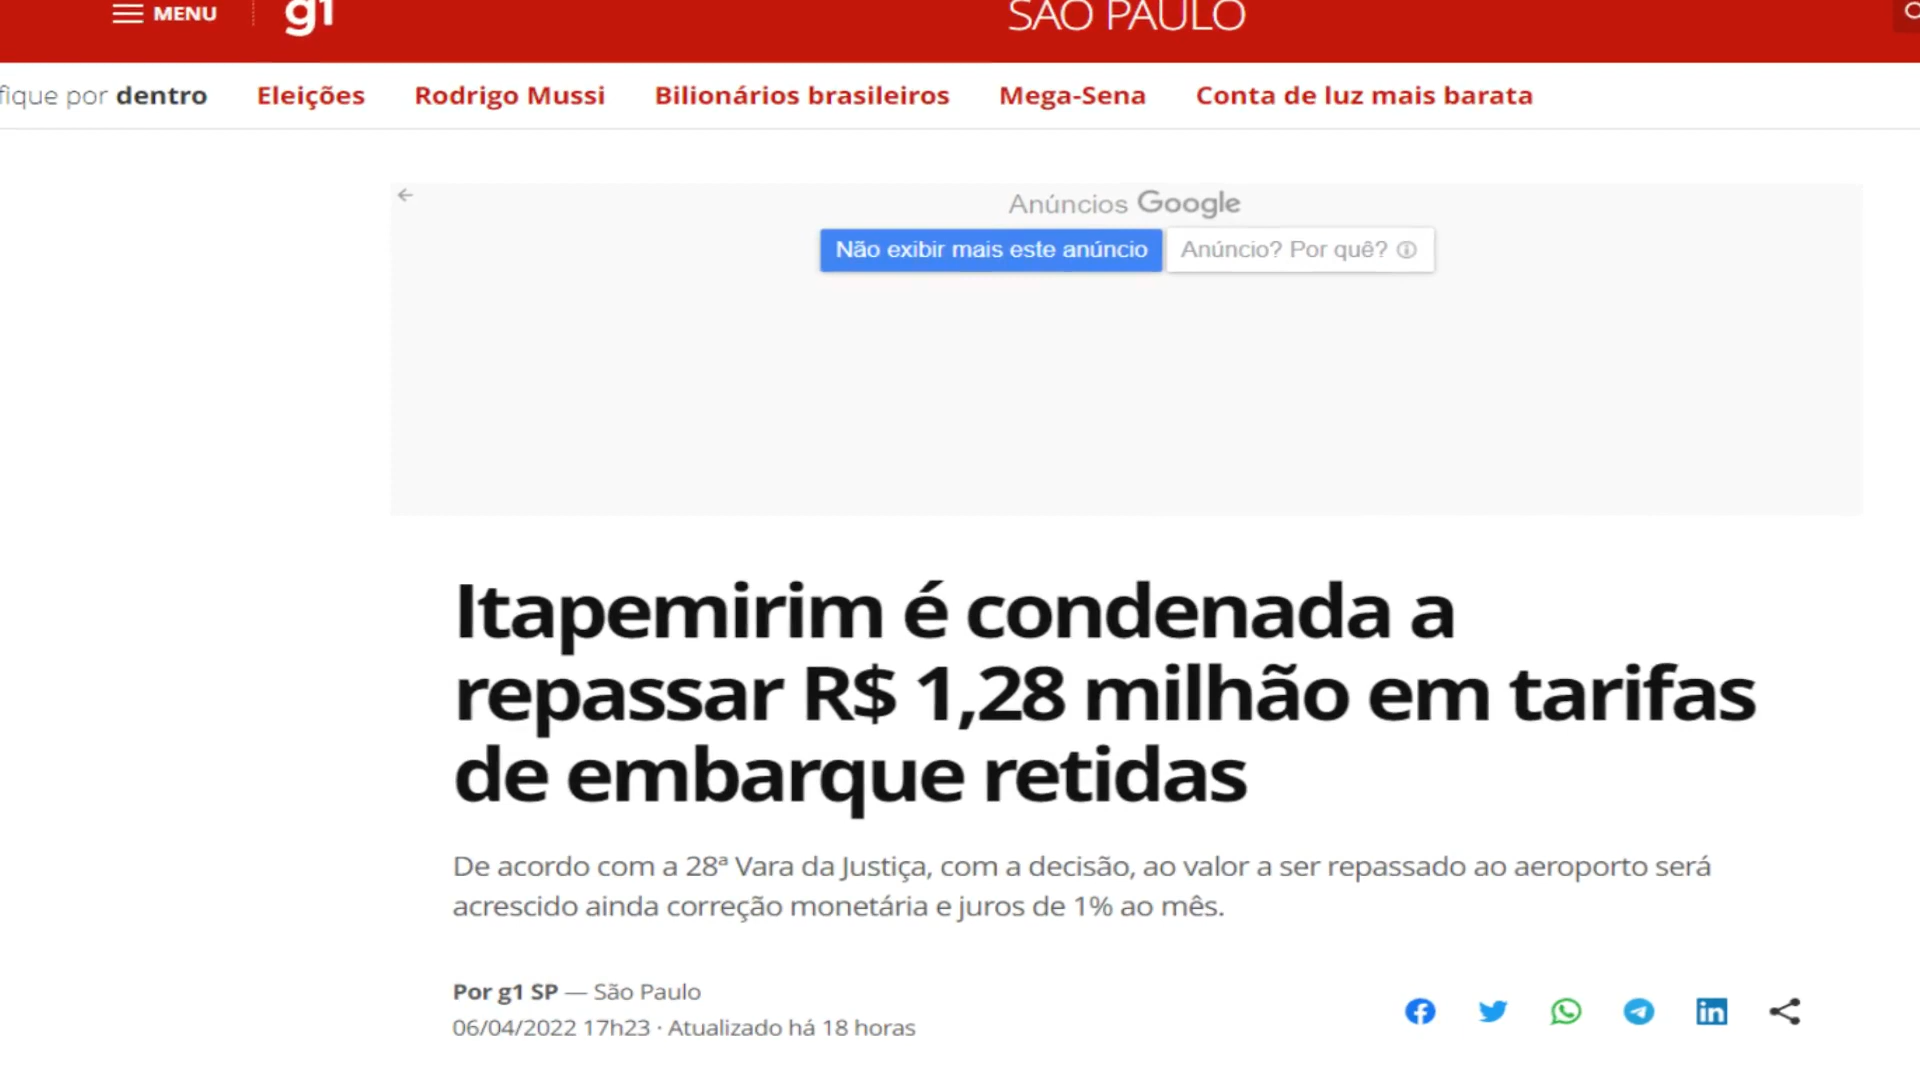 MENU g1 SÃO PAULO
fique por dentro Eleições Rodrigo Mussi Bilionários brasileiros Mega-Sena Conta de luz mais barata
Anúncios Google
Não exibir mais este anúncio Anúncio? Por quê?
Itapemirim é condenada a
repassar R$ 1,28 milhão em tarifas
de embarque retidas
De acordo com a 28ª Vara da Justiça, com a decisão, ao valor a ser repassado ao aeroporto será
acrescido ainda correção monetária e juros de 1% ao mês.
Por g1 SP — São Paulo
06/04/2022 17h23 · Atualizado há 18 horas